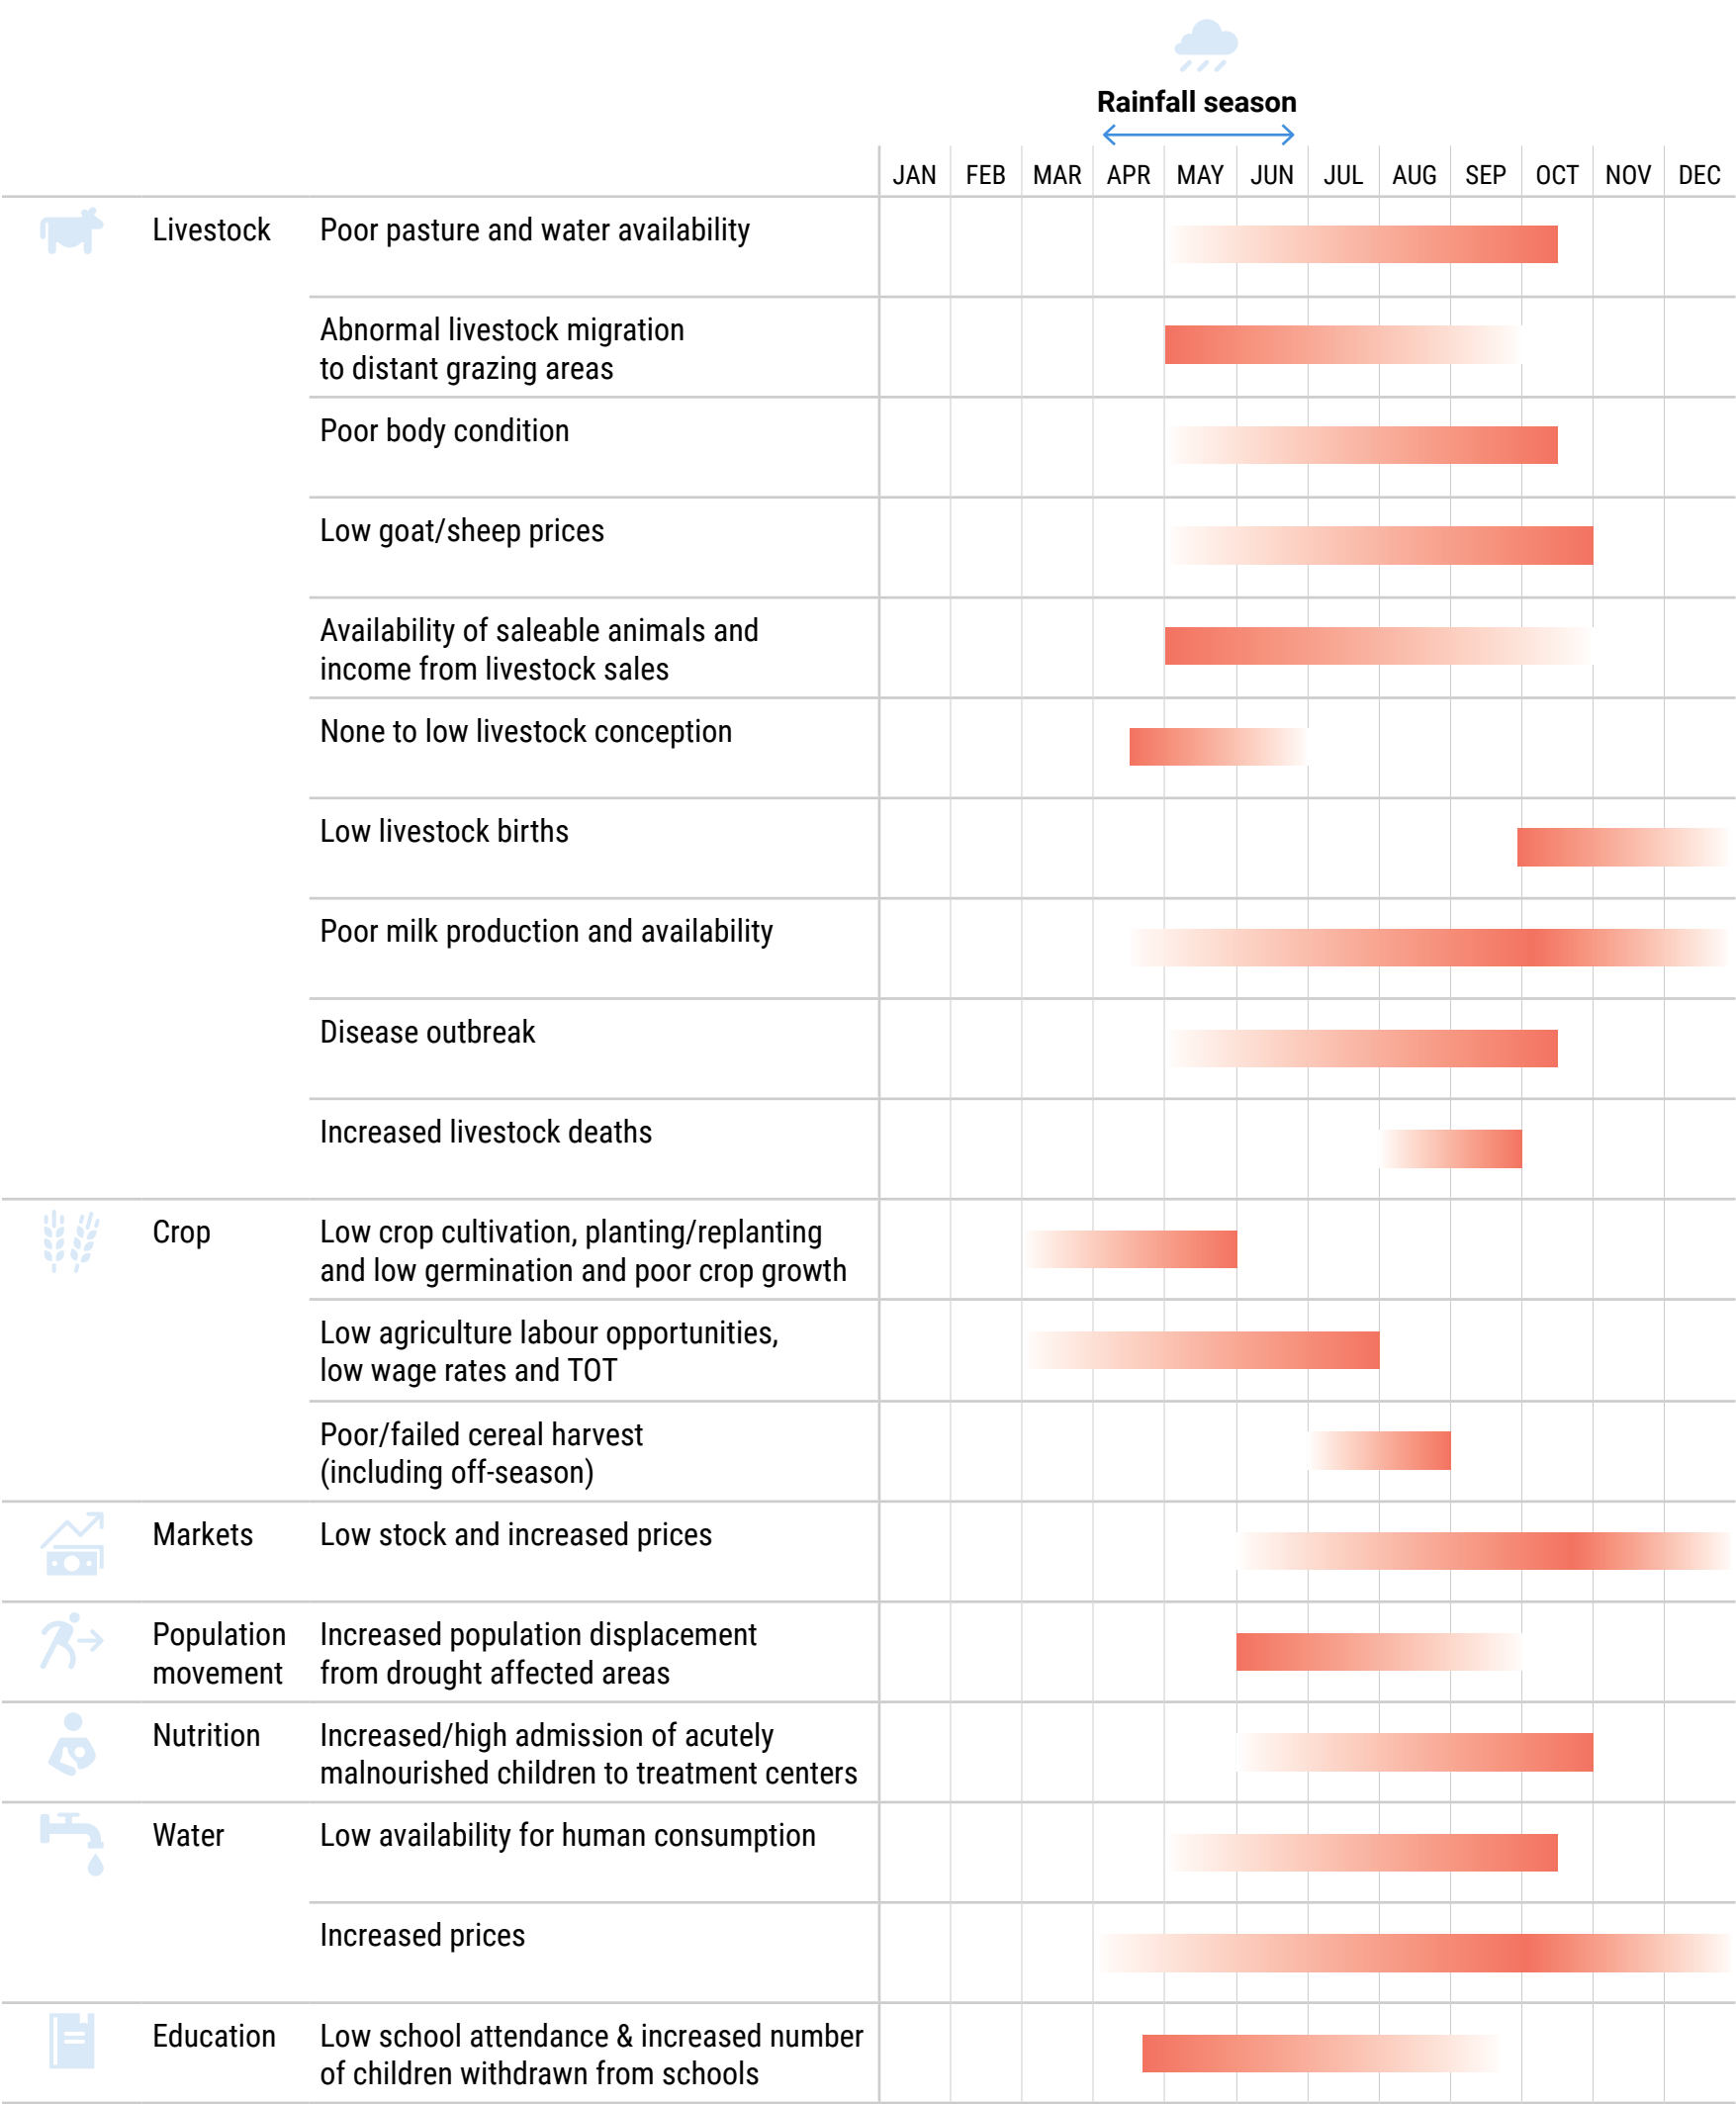 Rainfall season
JAN FEB MAR APR MAY JUN JUL AUG SEP OCT NOV DEC
Livestock
Poor pasture and water availability
Abnormal livestock migration
to distant grazing areas
Poor body condition
Low goat/sheep prices
Availability of saleable animals and
income from livestock sales
None to low livestock conception
Low livestock births
Poor milk production and availability
Disease outbreak
Increased livestock deaths
Crop
Low crop cultivation, planting/replanting
and low germination and poor crop growth
Low agriculture labour opportunities,
low wage rates and TOT
Poor/failed cereal harvest
(including off-season)
Markets
Low stock and increased prices
Population
movement
Increased population displacement
from drought affected areas
Nutrition
Increased/high admission of acutely
malnourished children to treatment centers
Water
Low availability for human consumption
Increased prices
Education
Low school attendance & increased number
of children withdrawn from schools